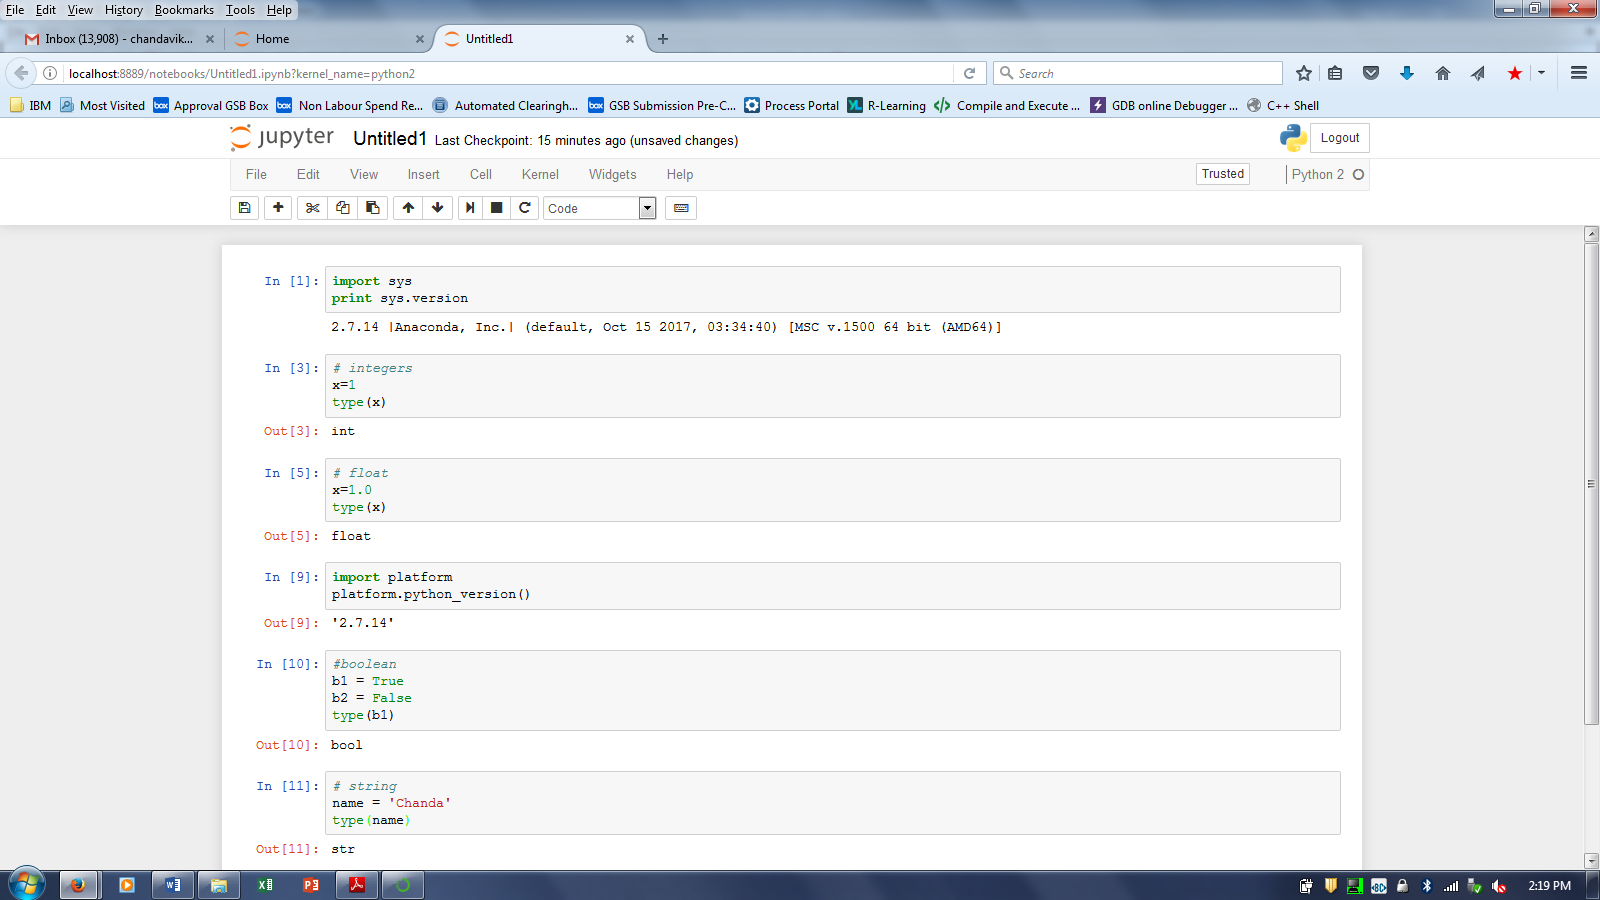 File Edit View History Bookmarks Tools Help
Inbox (13,908) - chandavik... × Home × Untitled1 × +
localhost:8889/notebooks/Untitled1.ipynb?kernel_name=python2 Search
IBM Most Visited box Approval GSB Box box Non Labour Spend Re... Automated Clearingh... box GSB Submission Pre-C... Process Portal R-Learning </> Compile and Execute ... GDB online Debugger ... C++ Shell
jupyter Untitled1 Last Checkpoint: 15 minutes ago (unsaved changes) Logout
File Edit View Insert Cell Kernel Widgets Help Trusted Python 2
Code
In [1]: import sys
print sys.version
2.7.14 |Anaconda, Inc.| (default, Oct 15 2017, 03:34:40) [MSC v.1500 64 bit (AMD64)]
In [3]: # integers
x=1
type(x)
Out[3]: int
In [5]: # float
x=1.0
type(x)
Out[5]: float
In [9]: import platform
platform.python_version()
Out[9]: '2.7.14'
In [10]: #boolean
b1 = True
b2 = False
type(b1)
Out[10]: bool
In [11]: # string
name = 'Chanda'
type(name)
Out[11]: str
2:19 PM